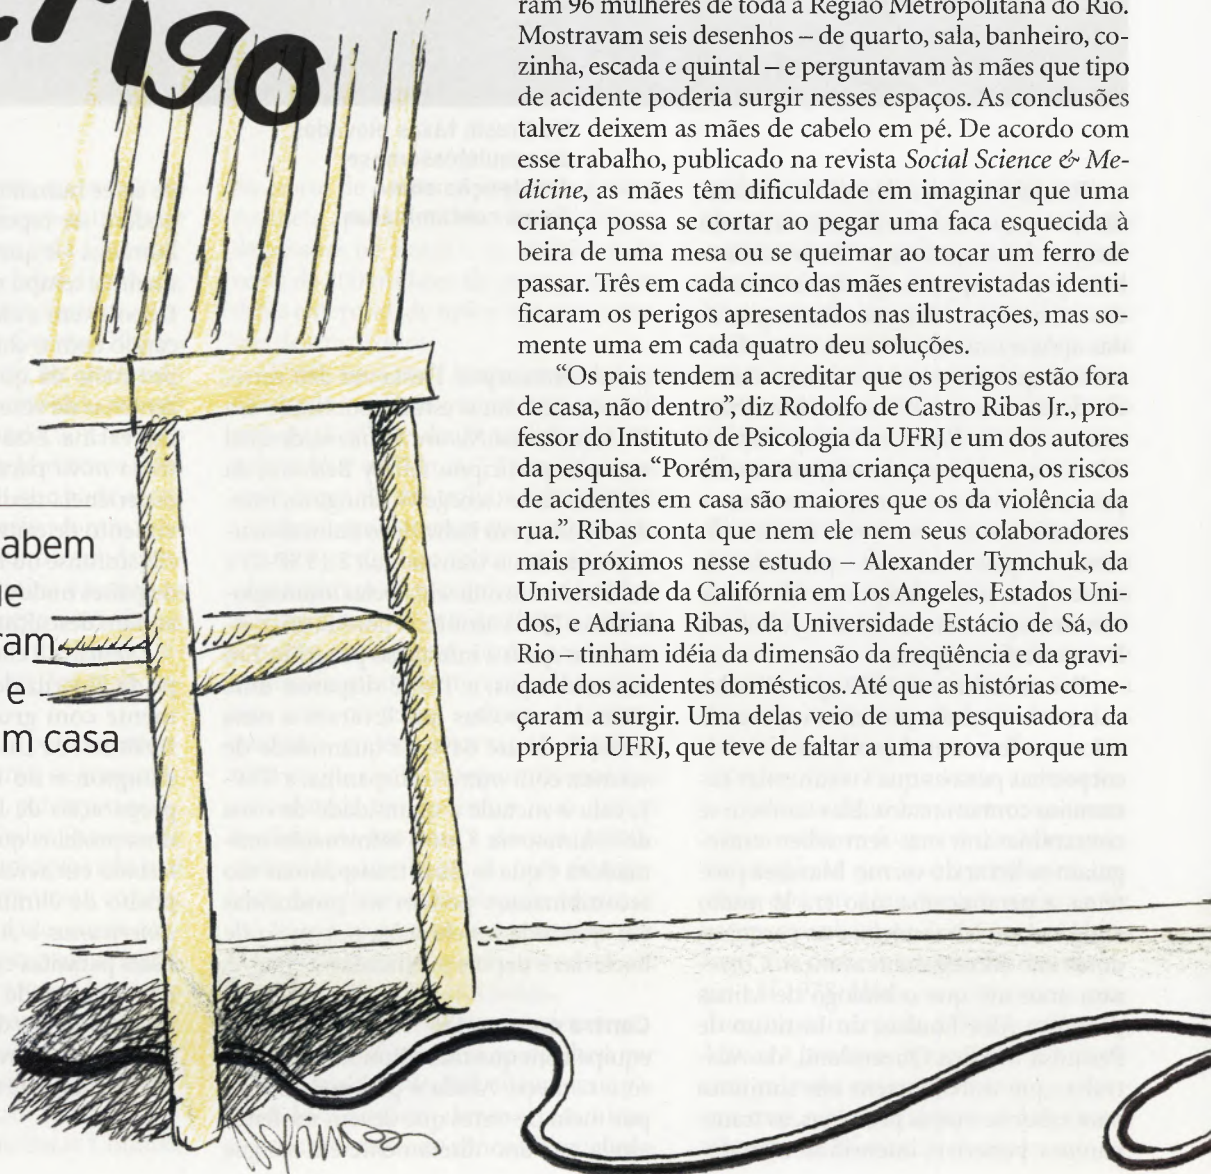 igo
abem
e
ram 96 mulheres de toda a Região Metropolitana do Rio.
Mostravam seis desenhos – de quarto, sala, banheiro, co-
zinha, escada e quintal – e perguntavam às mães que tipo
de acidente poderia surgir nesses espaços. As conclusões
talvez deixem as mães de cabelo em pé. De acordo com
esse trabalho, publicado na revista Social Science & Me-
dicine, as mães têm dificuldade em imaginar que uma
criança possa se cortar ao pegar uma faca esquecida à
beira de uma mesa ou se queimar ao tocar um ferro de
passar. Três em cada cinco das mães entrevistadas identi-
ficaram os perigos apresentados nas ilustrações, mas so-
mente uma em cada quatro deu soluções.
“Os pais tendem a acreditar que os perigos estão fora
de casa, não dentro”, diz Rodolfo de Castro Ribas Jr., pro-
fessor do Instituto de Psicologia da UFRJ e um dos autores
da pesquisa. “Porém, para uma criança pequena, os riscos
de acidentes em casa são maiores que os da violência da
rua.” Ribas conta que nem ele nem seus colaboradores
mais próximos nesse estudo – Alexander Tymchuk, da
Universidade da Califórnia em Los Angeles, Estados Uni-
dos, e Adriana Ribas, da Universidade Estácio de Sá, do
Rio – tinham idéia da dimensão da freqüência e da gravi-
dade dos acidentes domésticos. Até que as histórias come-
çaram a surgir. Uma delas veio de uma pesquisadora da
própria UFRJ, que teve de faltar a uma prova porque um
m casa